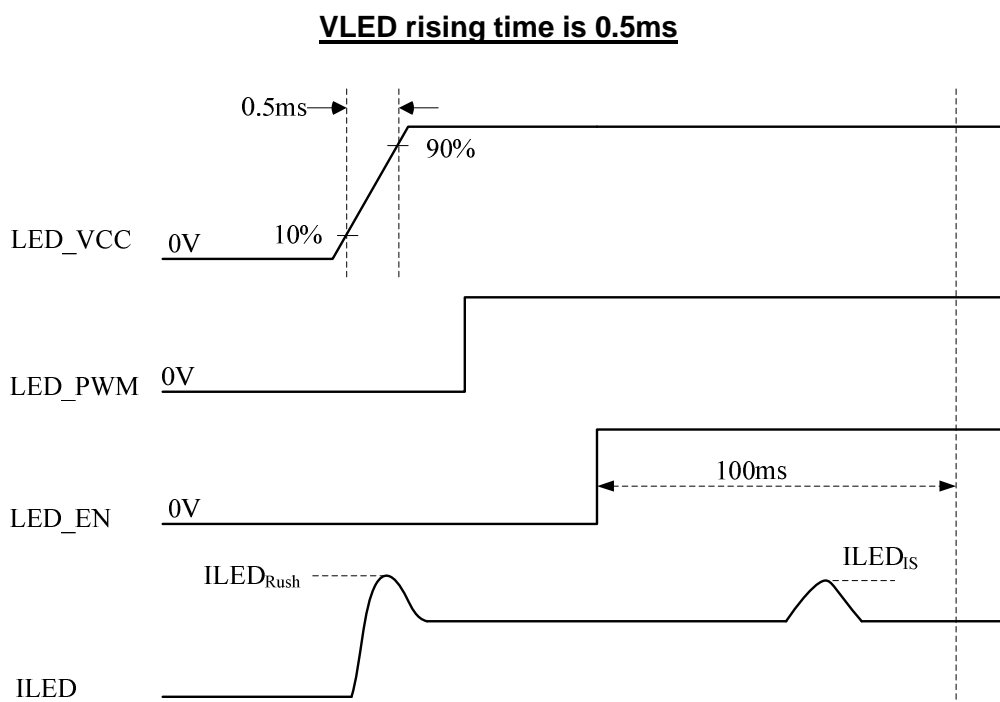 VLED rising time is 0.5ms
0.5ms
90%
10%
LED_VCC
0V
LED_PWM
0V
100ms
LED_EN
0V
ILEDRush
ILEDIS
ILED